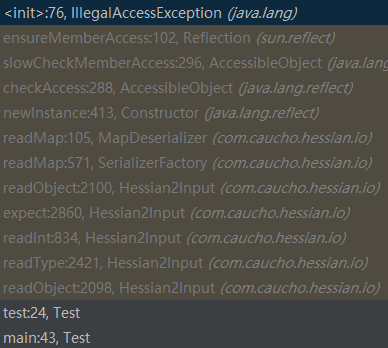 <init>:76, IllegalAccessException (java.lang)
ensureMemberAccess:102, Reflection (sun.reflect)
slowCheckMemberAccess:296, AccessibleObject (java.lang
checkAccess:288, AccessibleObject (java.lang.reflect)
newInstance:413, Constructor (java.lang.reflect)
readMap:105, MapDeserializer (com.caucho.hessian.io)
readMap:571, SerializerFactory (com.caucho.hessian.io)
readObject:2100, Hessian2Input (com.caucho.hessian.io)
expect:2860, Hessian2Input (com.caucho.hessian.io)
readInt:834, Hessian2Input (com.caucho.hessian.io)
readType:2421, Hessian2Input (com.caucho.hessian.io)
readObject:2098, Hessian2Input (com.caucho.hessian.io)
test:24, Test
main:43, Test